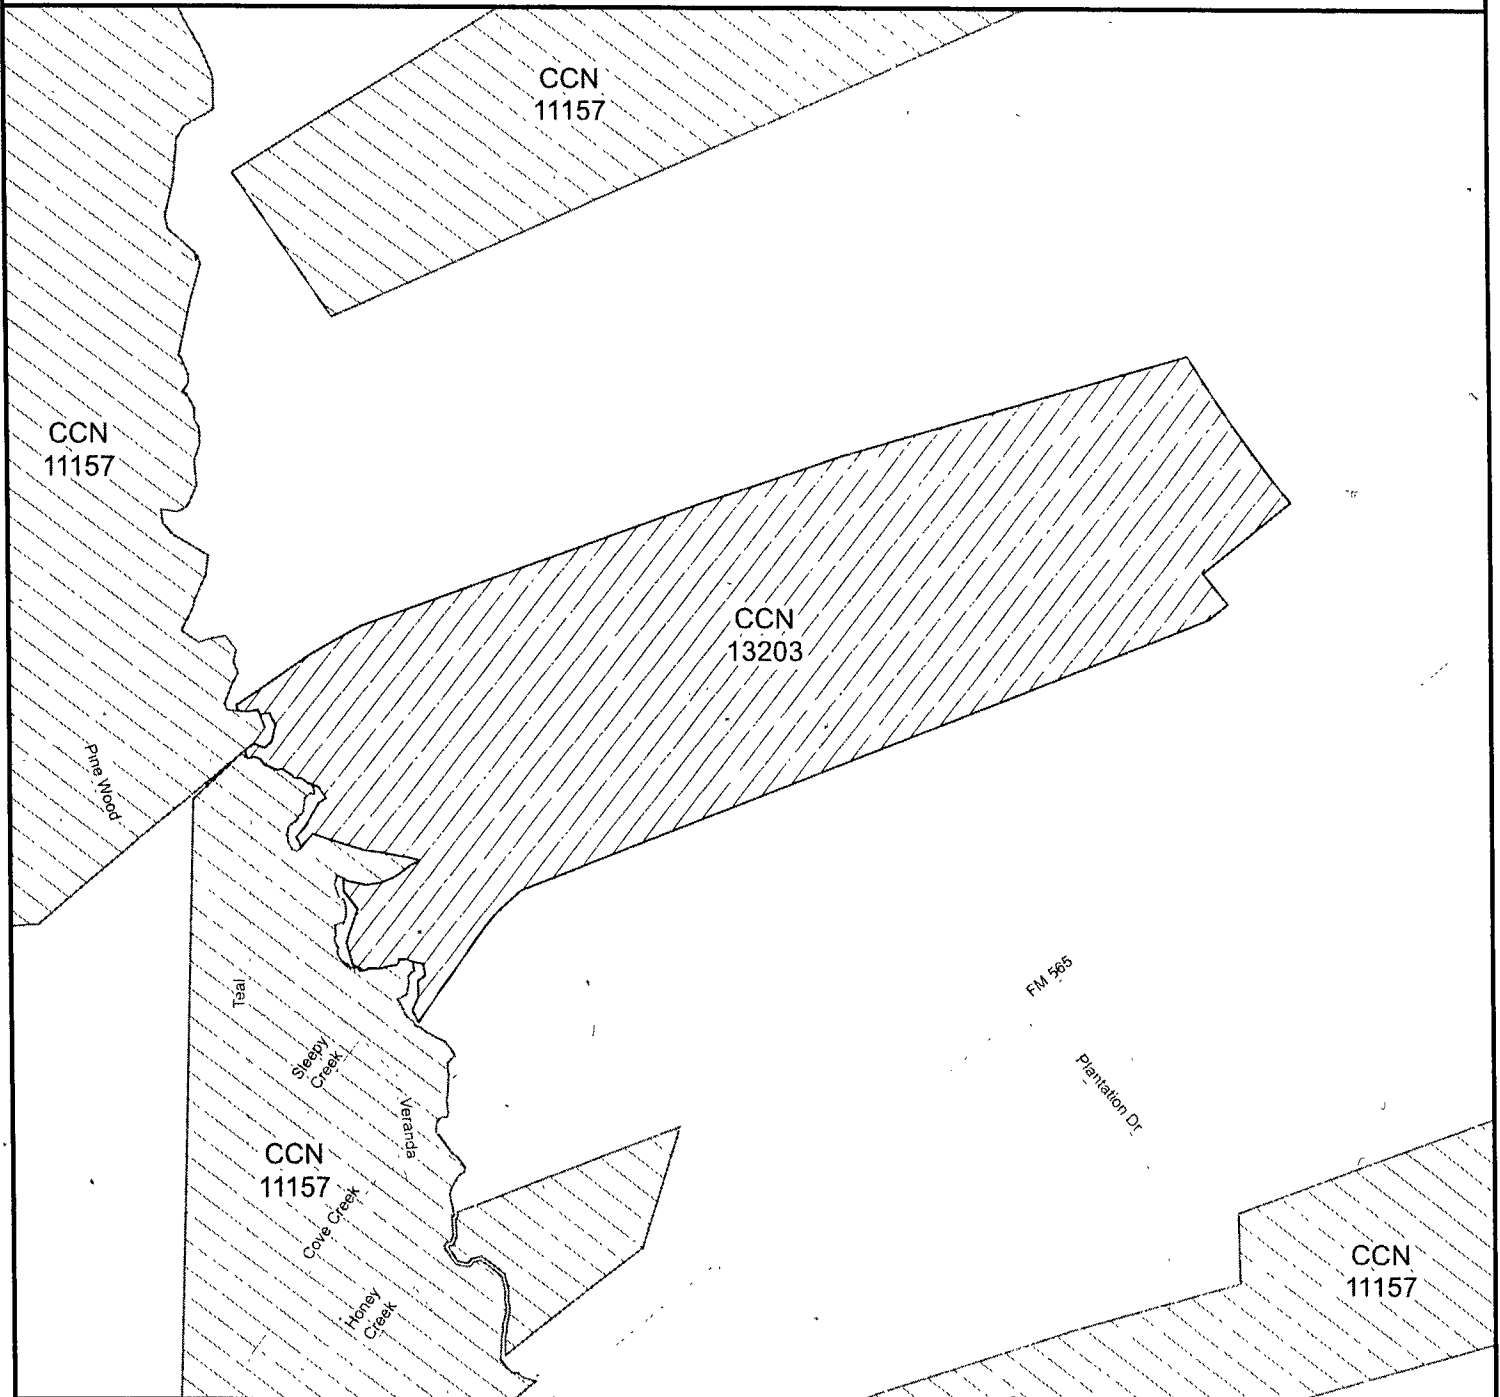 CCN
11157
CCN
11157
CCN
13203
Pine Wood
Teal
FM 565
Sleepy
Creek
Plantation Dr
Veranda
CCN
11157
Cove Creek
CCN
11157
Honey
Creek